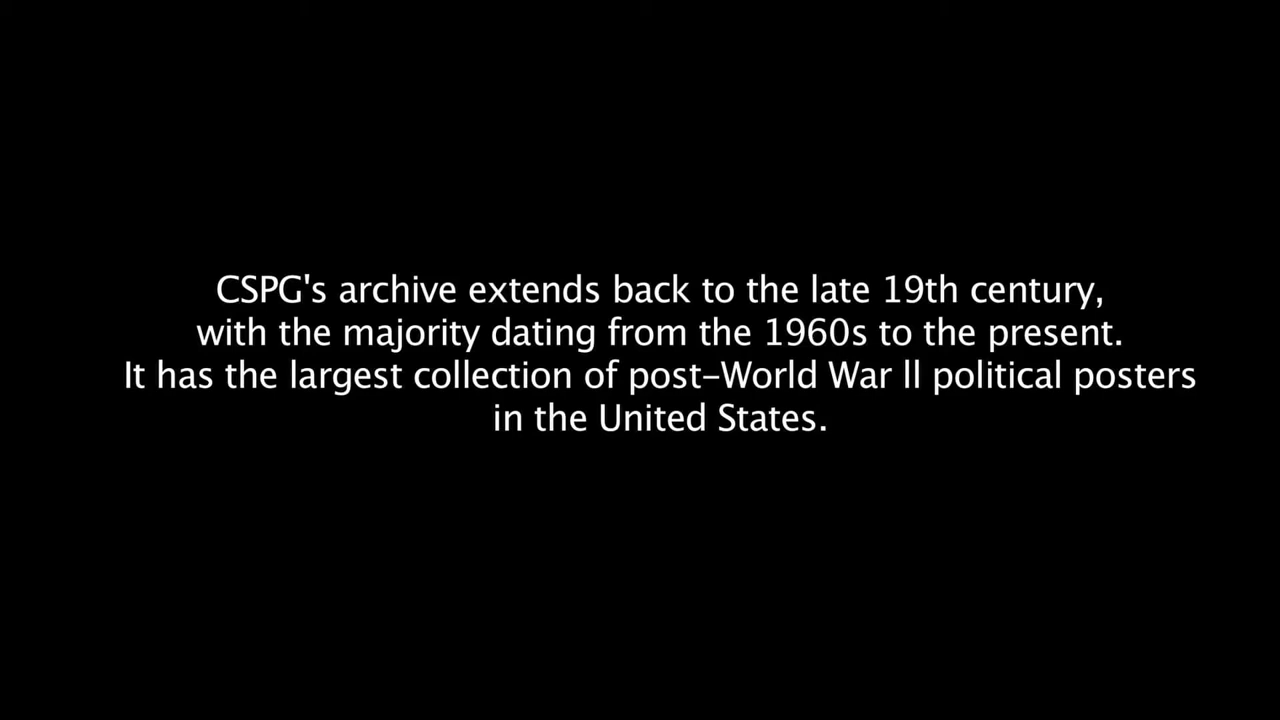 CSPG's archive extends back to the late 19th century,
with the majority dating from the 1960s to the present.
It has the largest collection of post–World War ll political posters
in the United States.